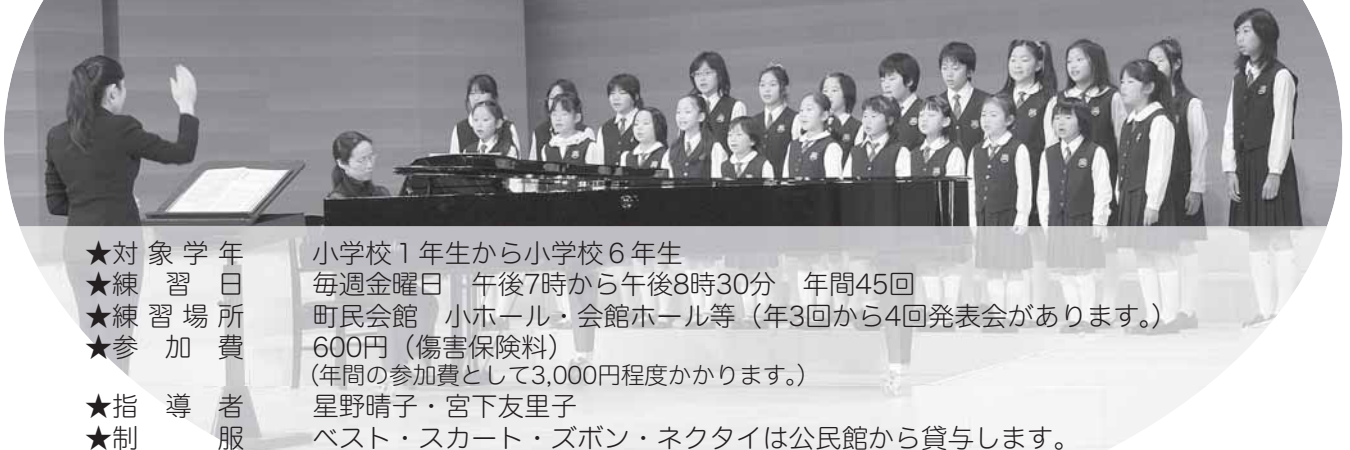 ★対象学年　小学校1年生から小学校6年生
★練習日　毎週金曜日　午後7時から午後8時30分　年間45回
★練習場所　町民会館　小ホール・会館ホール等（年3回から4回発表会があります。）
★参加費　600円（傷害保険料）
（年間の参加費として3,000円程度かかります。）
★指導者　星野晴子・宮下友里子
★制服　ベスト・スカート・ズボン・ネクタイは公民館から貸与します。